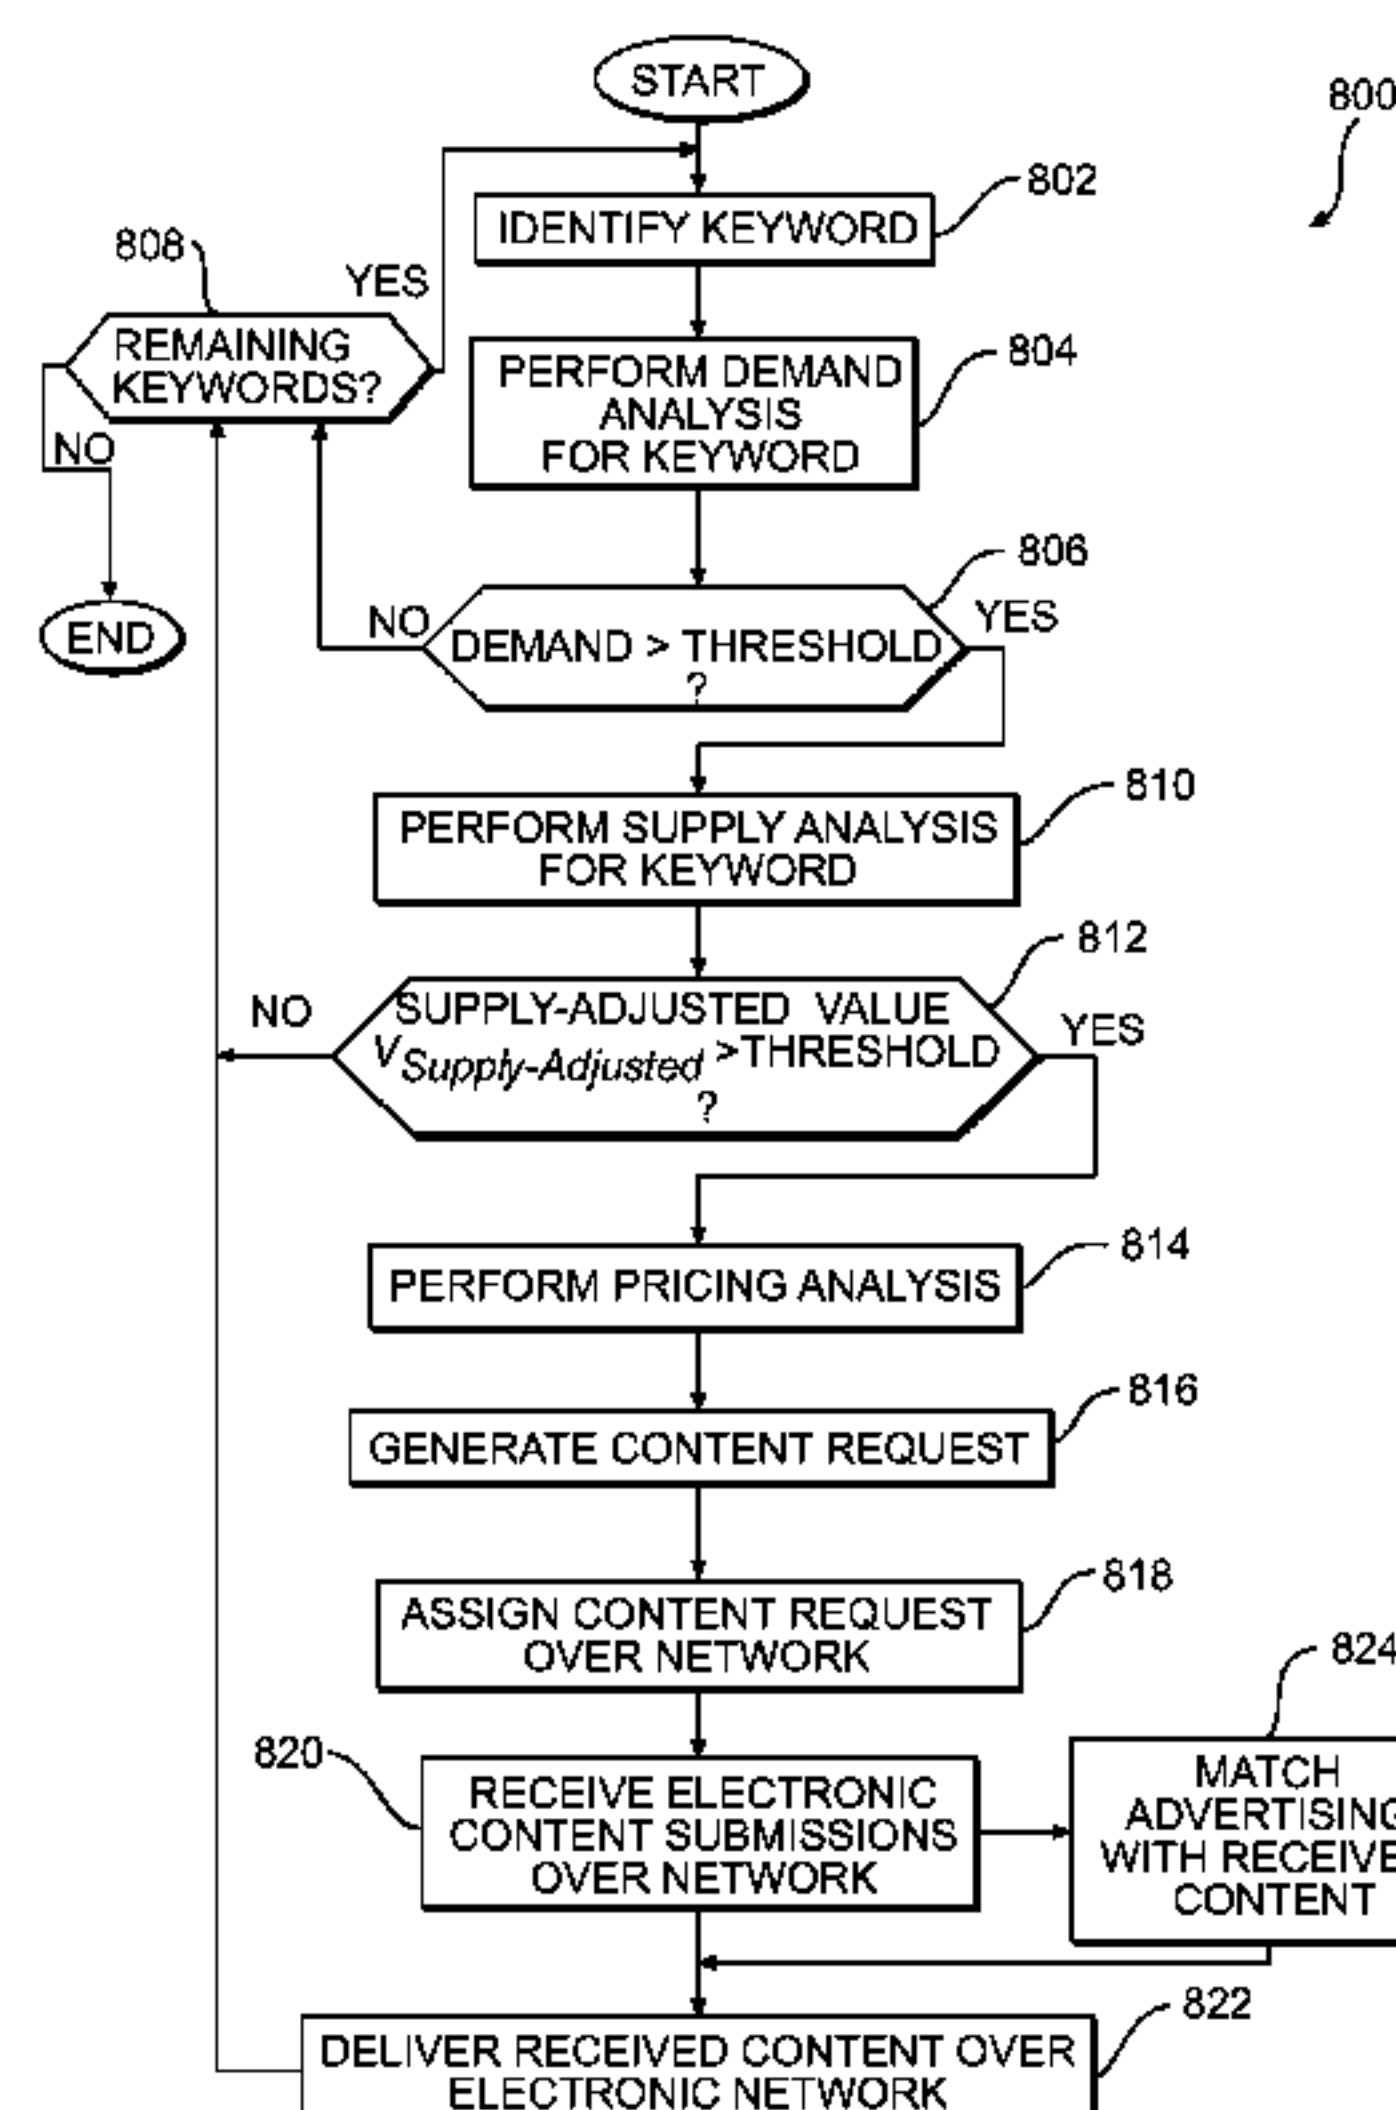 START
800
802
IDENTIFY KEYWORD
808
YES
REMAINING
KEYWORDS?
804
PERFORM DEMAND
ANALYSIS
FOR KEYWORD
NO
806
END
NO
YES
DEMAND > THRESHOLD
?
810
PERFORM SUPPLY ANALYSIS
FOR KEYWORD
812
NO
YES
SUPPLY-ADJUSTED VALUE
V Supply-Adjusted >THRESHOLD
?
814
PERFORM PRICING ANALYSIS
816
GENERATE CONTENT REQUEST
818
ASSIGN CONTENT REQUEST
OVER NETWORK
824
820
RECEIVE ELECTRONIC
CONTENT SUBMISSIONS
OVER NETWORK
MATCH
ADVERTISING
WITH RECEIVE
CONTENT
822
DELIVER RECEIVED CONTENT OVER
ELECTRONIC NETWORK